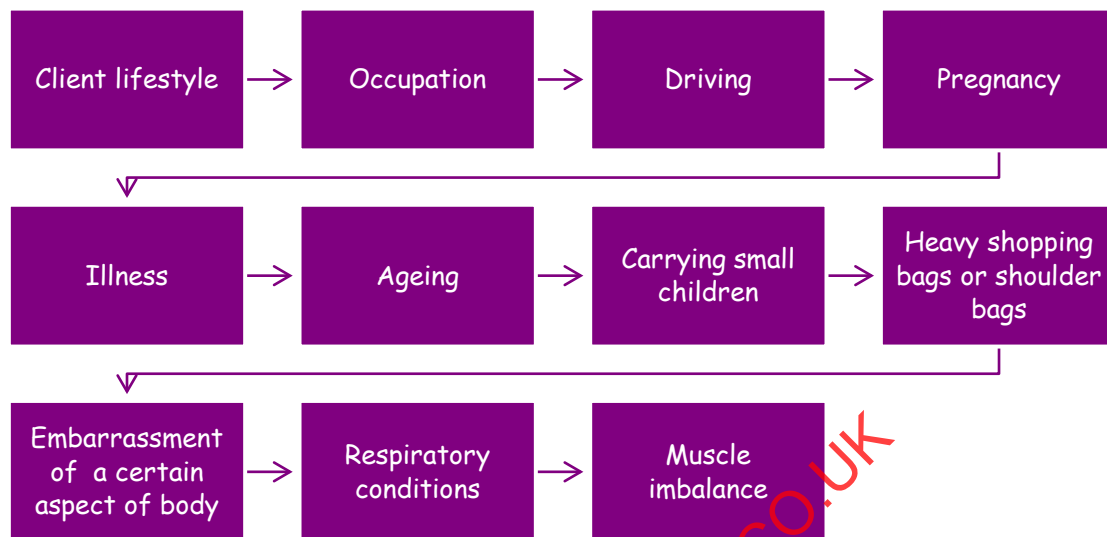 Client lifestyle
Occupation
Driving
Pregnancy
Illness
Ageing
Carrying small
children
Heavy shopping
bags or shoulder
bags
Embarrassment
of a certain
aspect of body
Respiratory
conditions
Muscle
imbalance
CO.UK